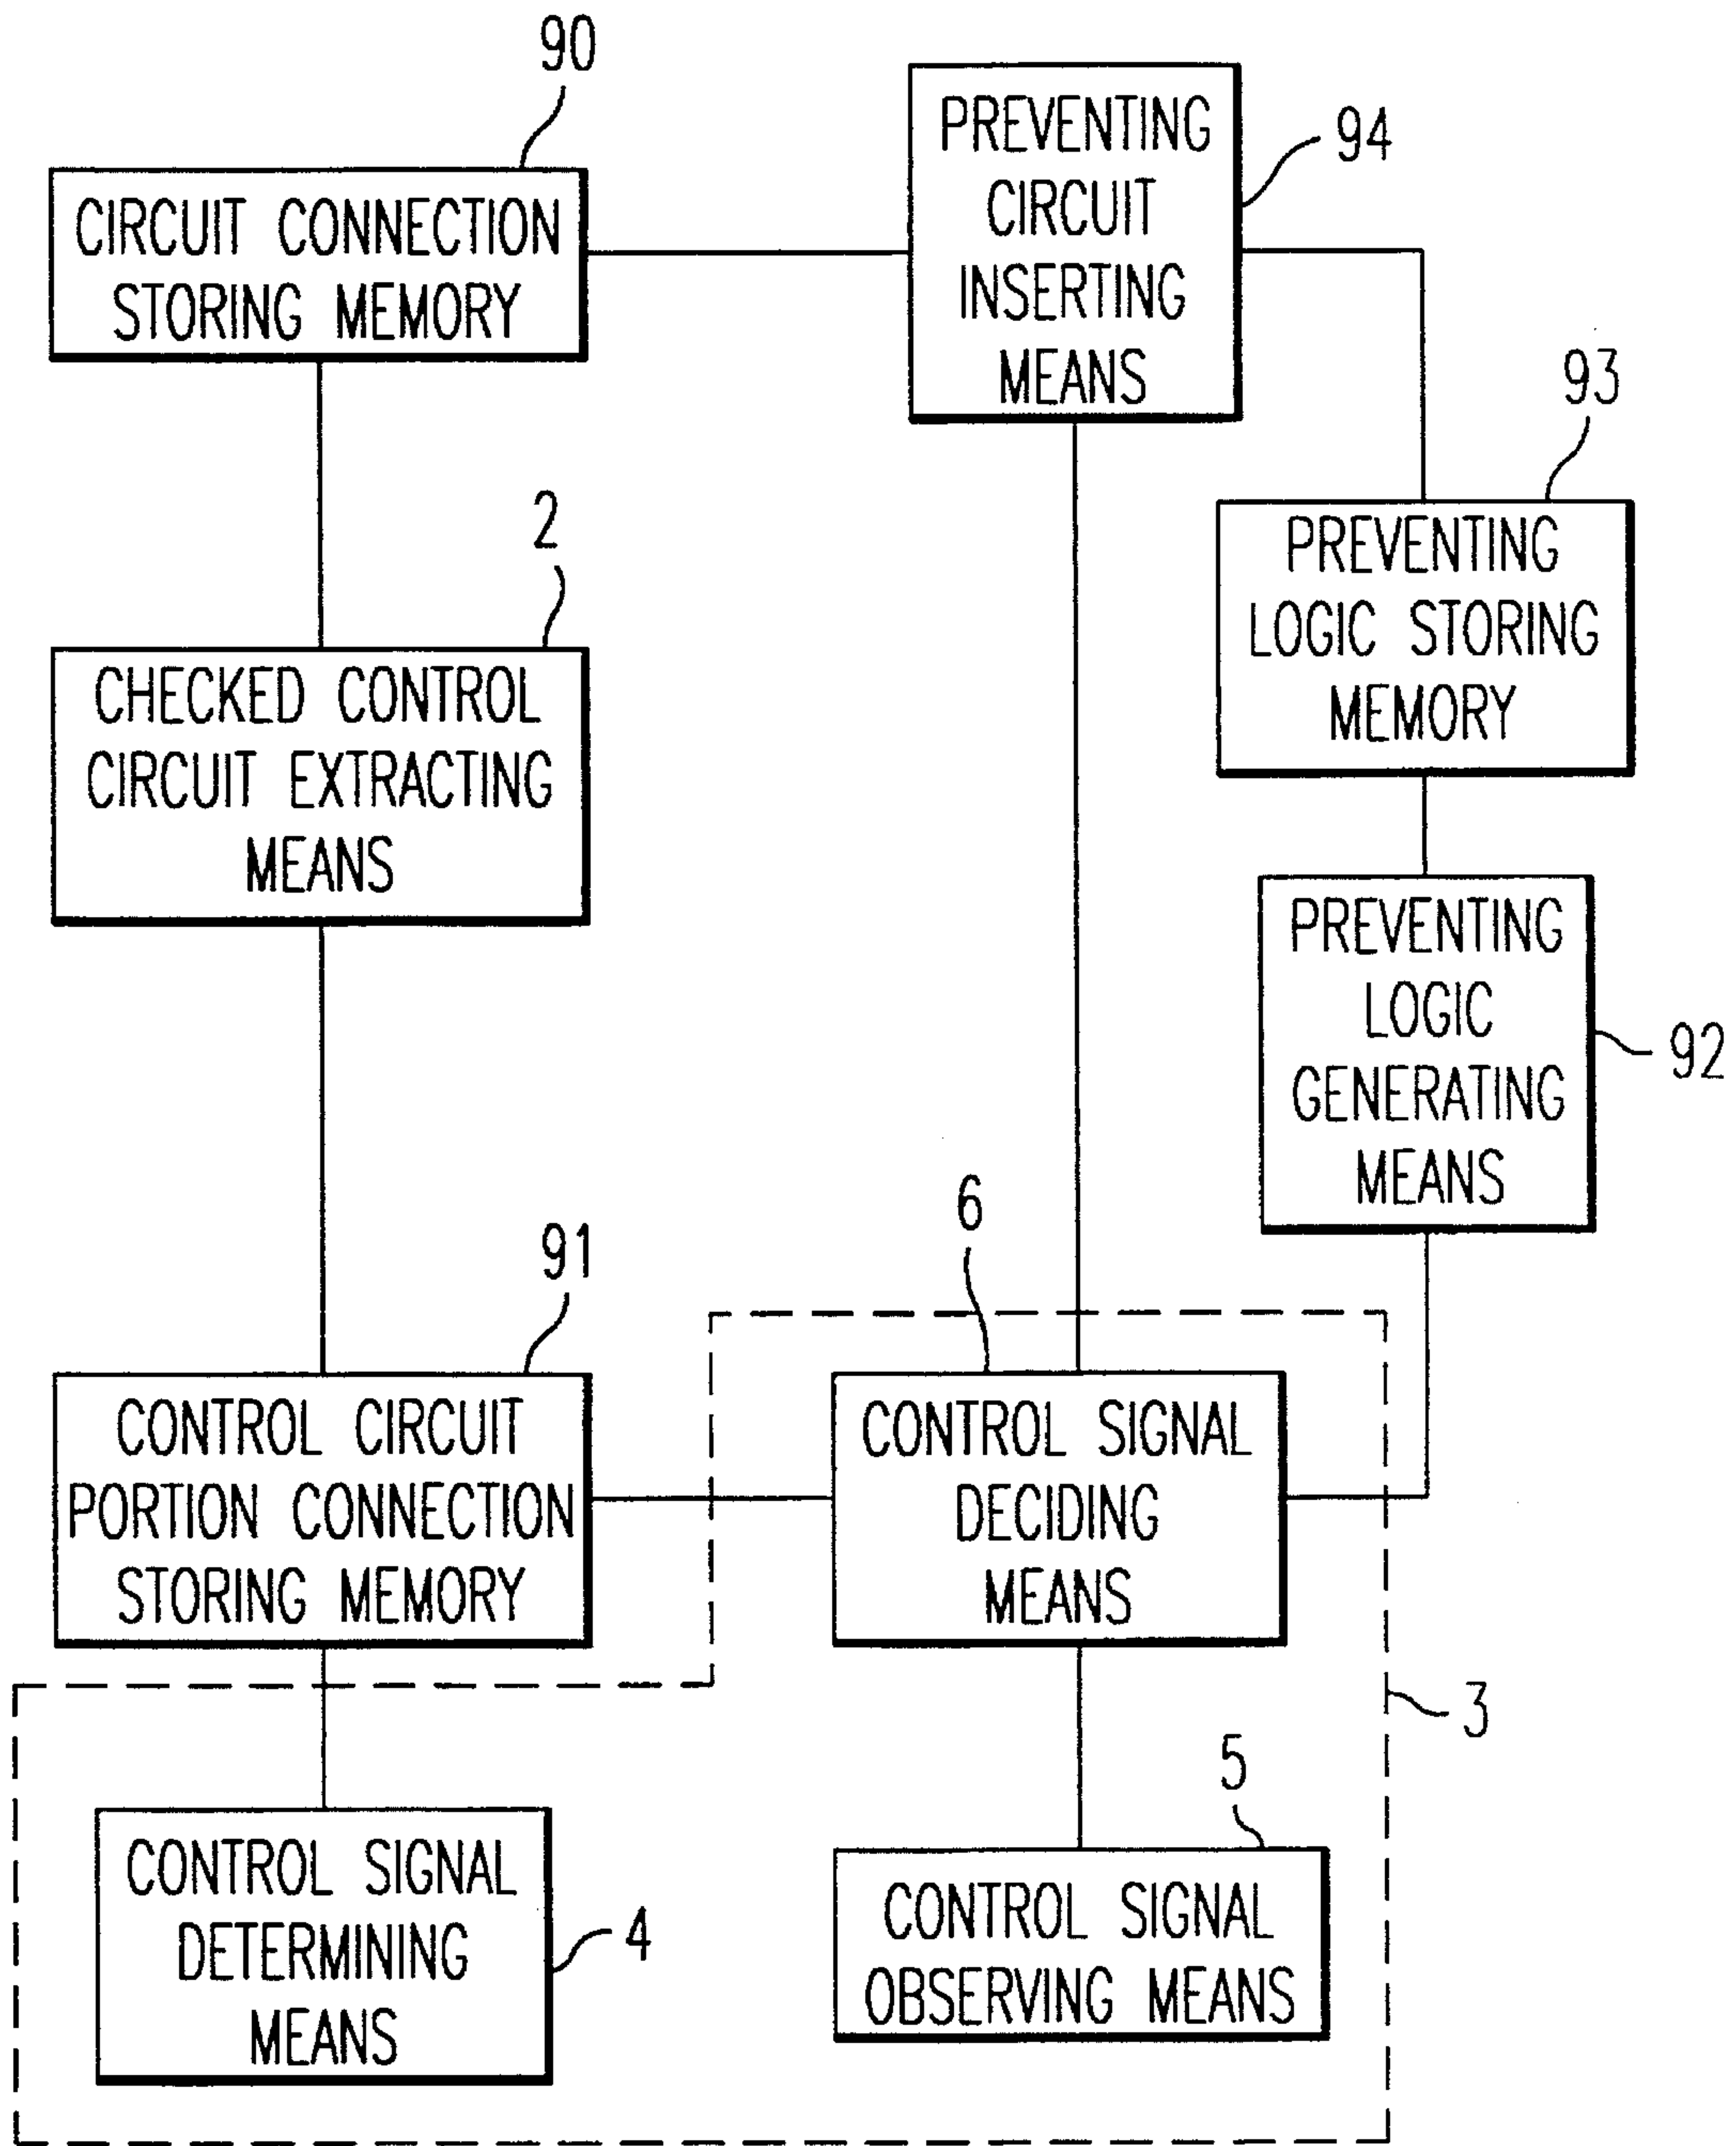 90
CIRCUIT CONNECTION
STORING MEMORY
PREVENTING
CIRCUIT
INSERTING
MEANS
94
93
PREVENTING
LOGIC STORING
MEMORY
2
CHECKED CONTROL
CIRCUIT EXTRACTING
MEANS
PREVENTING
LOGIC
GENERATING
MEANS
92
91
CONTROL CIRCUIT
PORTION CONNECTION
STORING MEMORY
6
CONTROL SIGNAL
DECIDING
MEANS
3
CONTROL SIGNAL
DETERMINING
MEANS
4
5
CONTROL SIGNAL
OBSERVING MEANS